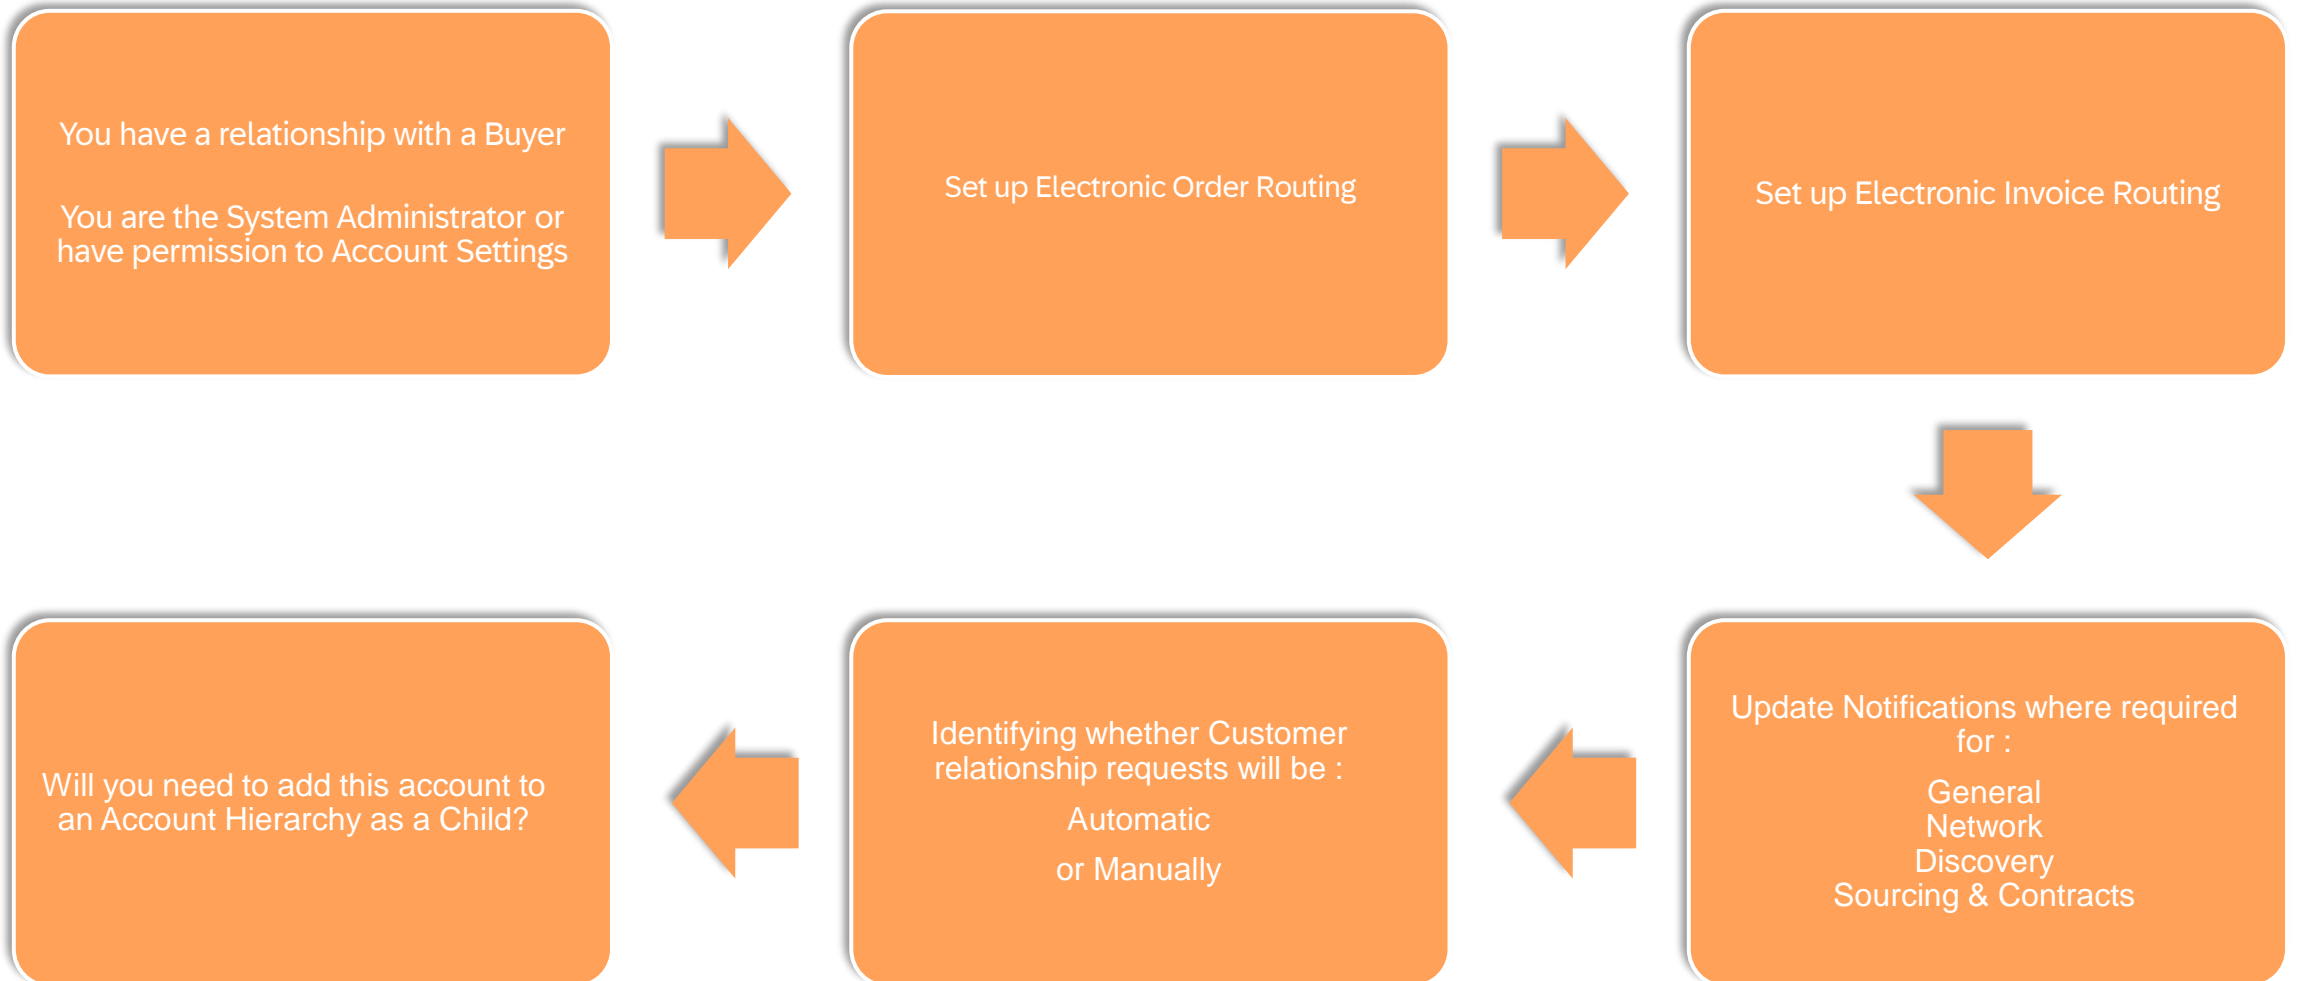 You have a relationship with a Buyer
You are the System Administrator or
have permission to Account Settings
Set up Electronic Order Routing
Set up Electronic Invoice Routing
Update Notifications where required
for :
General
Network
Discovery
Sourcing & Contracts
Identifying whether Customer
relationship requests will be :
Automatic
or Manually
Will you need to add this account to
an Account Hierarchy as a Child?